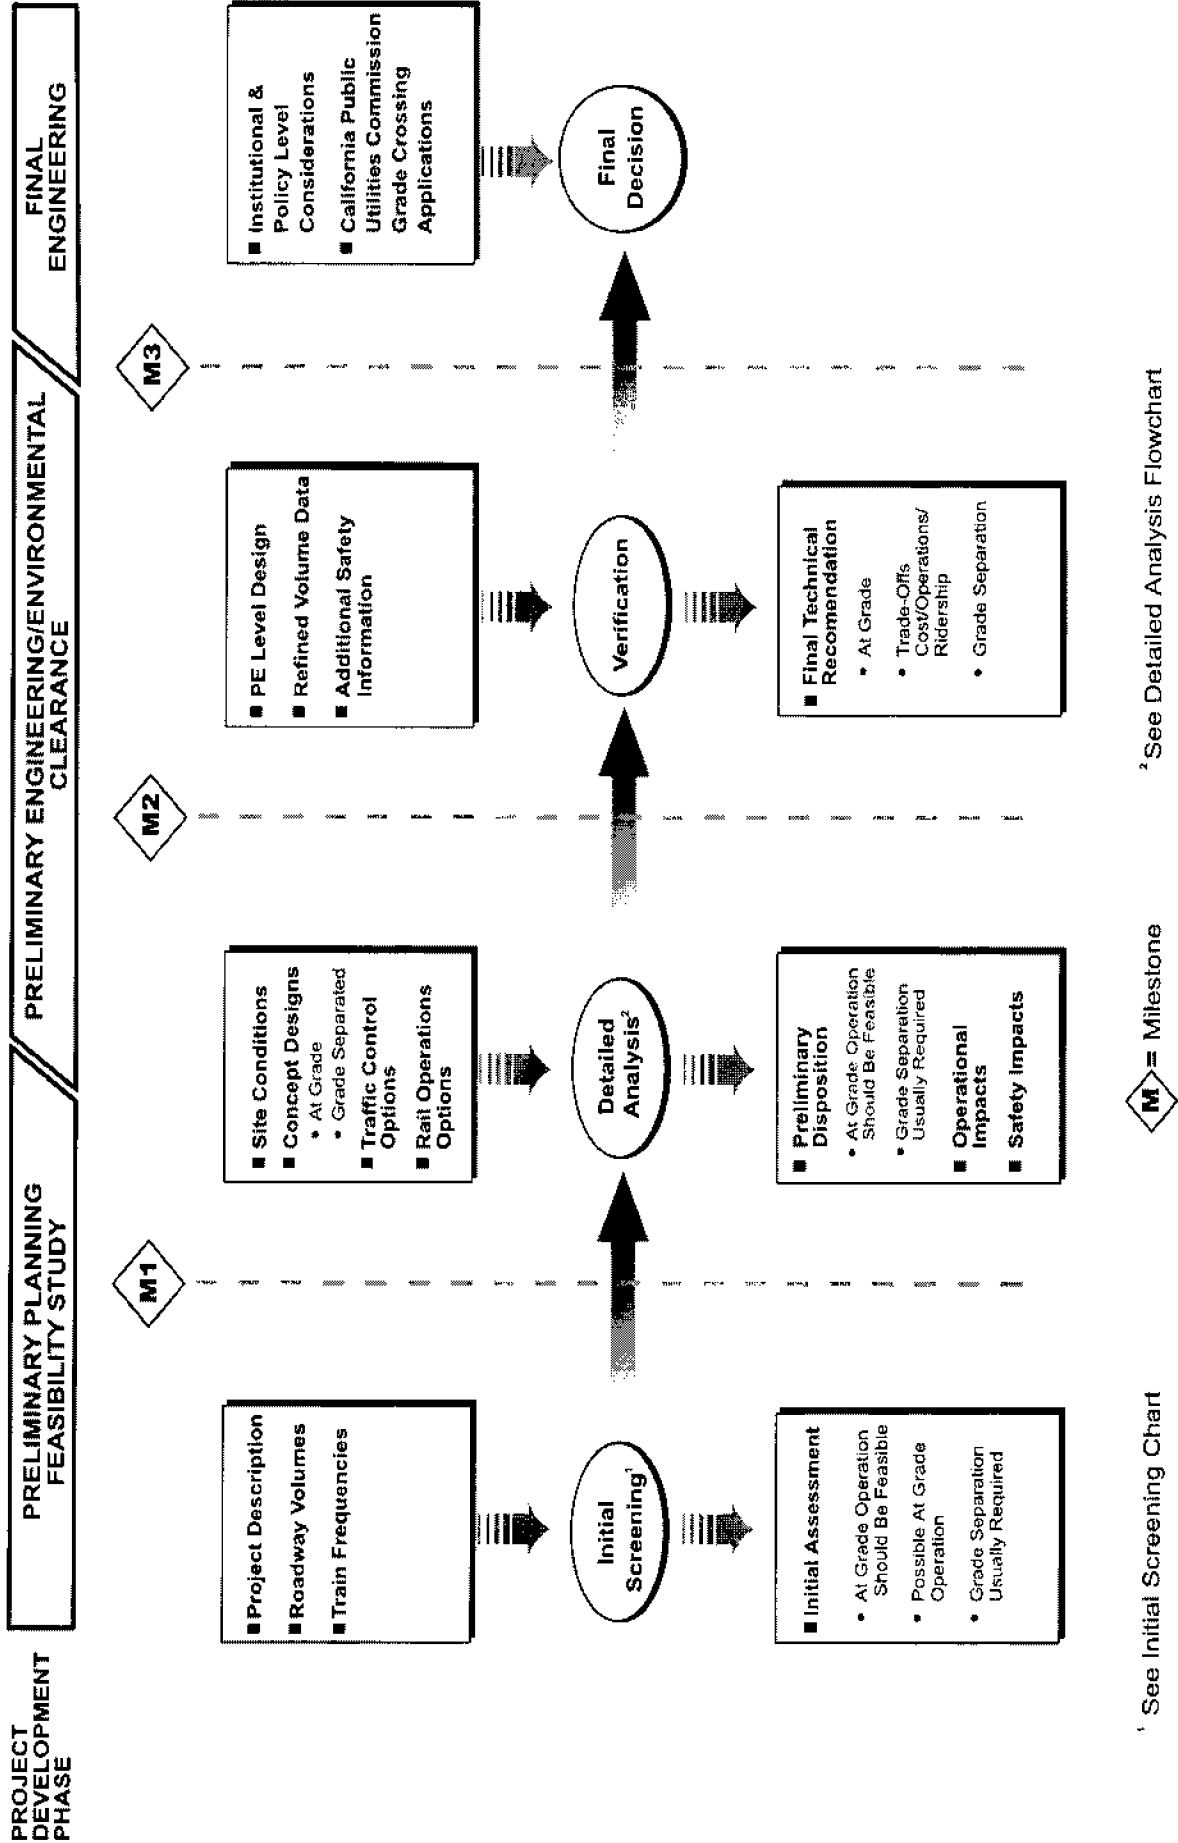 PROJECT
DEVELOPMENT
PHASE
PRELIMINARY PLANNING
FEASIBILITY STUDY
PRELIMINARY ENGINEERING/ENVIRONMENTAL
CLEARANCE
FINAL
ENGINEERING
M1
M2
M3
■ Project Description
■ Roadway Volumes
■ Train Frequencies
■ Site Conditions
■ Concept Designs
• At Grade
• Grade Separated
■ Traffic Control
Options
■ Rail Operations
Options
■ PE Level Design
■ Refined Volume Data
■ Additional Safety
Information
■ Institutional &
Policy Level
Considerations
■ California Public
Utilities Commission
Grade Crossing
Applications
Initial
Screening¹
Detailed
Analysis²
Verification
Final
Decision
■ Initial Assessment
• At Grade Operation
Should Be Feasible
• Possible At Grade
Operation
• Grade Separation
Usually Required
■ Preliminary
Disposition
• At Grade Operation
Should Be Feasible
• Grade Separation
Usually Required
■ Operational
Impacts
■ Safety Impacts
■ Final Technical
Recomendation
• At Grade
• Trade-Offs
Cost/Operations/
Ridership
• Grade Separation
¹ See Initial Screening Chart
M = Milestone
² See Detailed Analysis Flowchart